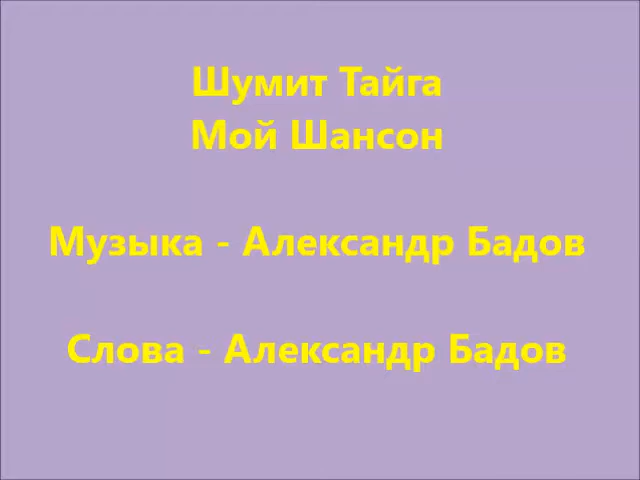 Шумит Тайга
Мой Шансон
Музыка - Александр Бадов
Слова - Александр Бадов